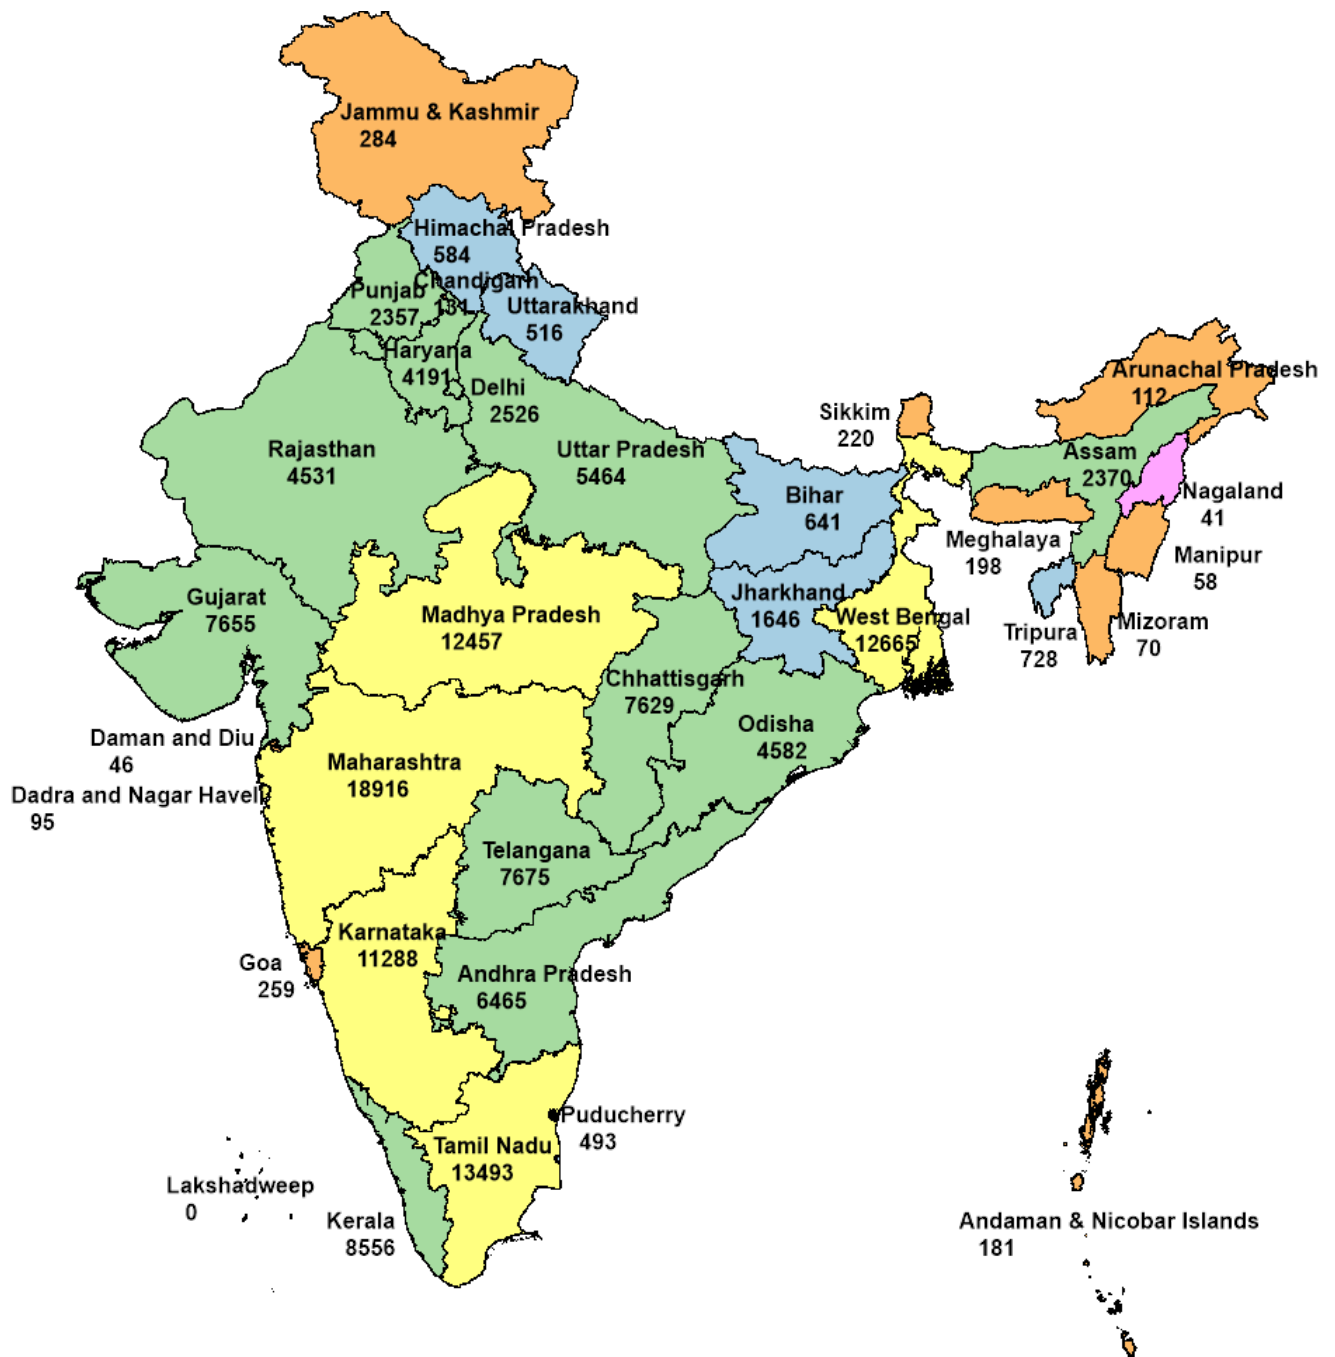 Jammu & Kashmir
284
Himachal Pradesh
584
Chandigarh
131
Punjab
2357
Uttarakhand
516
Haryana
4191
Delhi
2526
Arunachal Pradesh
112
Sikkim
220
Rajasthan
4531
Uttar Pradesh
5464
Assam
2370
Bihar
641
Nagaland
41
Meghalaya
198
Manipur
58
Gujarat
7655
Madhya Pradesh
12457
Jharkhand
1646
West Bengal
12665
Tripura
728
Mizoram
70
Chhattisgarh
7629
Odisha
4582
Daman and Diu
46
Maharashtra
18916
Dadra and Nagar Haveli
95
Telangana
7675
Karnataka
11288
Goa
259
Andhra Pradesh
6465
Puducherry
493
Tamil Nadu
13493
Lakshadweep
0
Kerala
8556
Andaman & Nicobar Islands
181